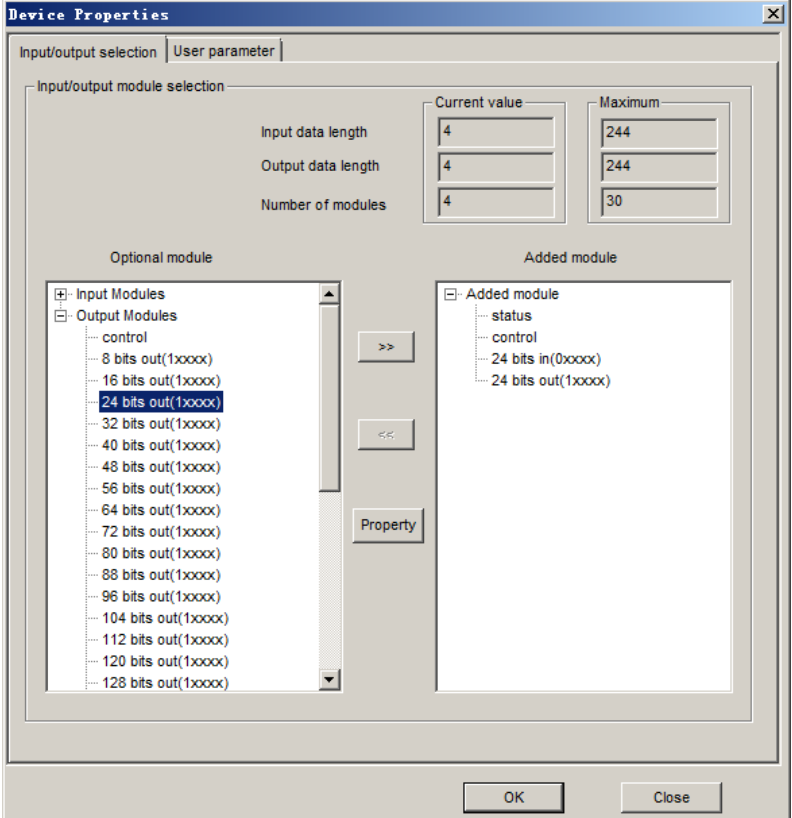 Device Properties
Input/output selection
User parameter
Input/output module selection
Current value
Maximum
Input data length
4
244
Output data length
4
244
Number of modules
4
30
Optional module
Added module
Input Modules
Output Modules
control
8 bits out(1xxxx)
16 bits out(1xxxx)
24 bits out(1xxxx)
32 bits out(1xxxx)
40 bits out(1xxxx)
48 bits out(1xxxx)
56 bits out(1xxxx)
64 bits out(1xxxx)
72 bits out(1xxxx)
80 bits out(1xxxx)
88 bits out(1xxxx)
96 bits out(1xxxx)
104 bits out(1xxxx)
112 bits out(1xxxx)
120 bits out(1xxxx)
128 bits out(1xxxx)
>>
<<
Property
Added module
status
control
24 bits in(0xxxx)
24 bits out(1xxxx)
OK
Close